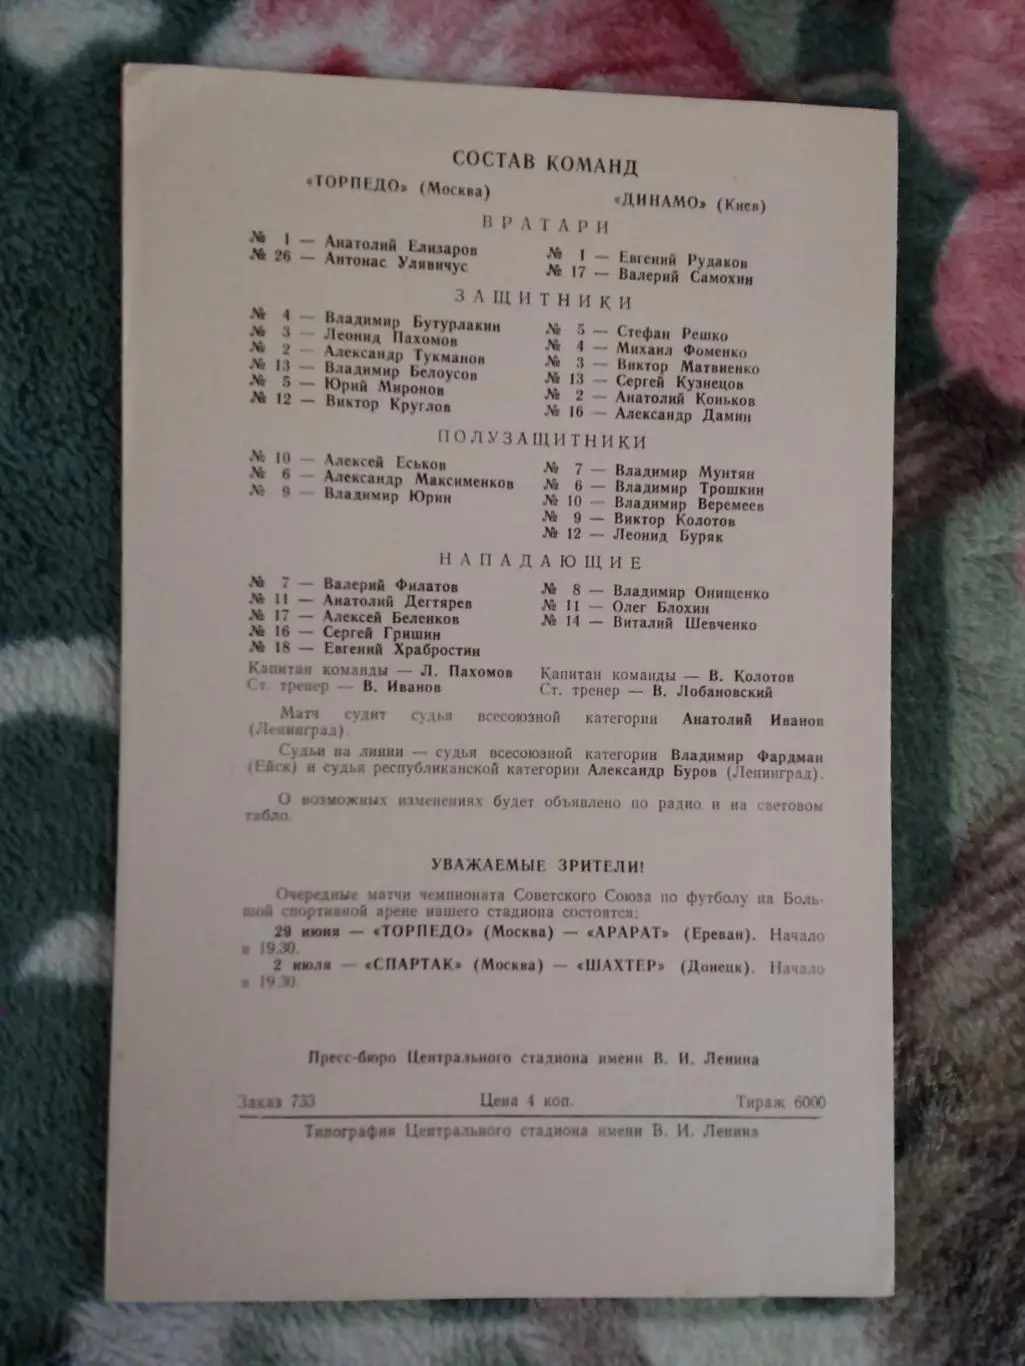 СОСТАВ КОМАНД
«ТОРПЕДО» (Москва) «ДИНАМО» (Киев)
ВРАТАРИ
№ 1 — Анатолий Елизаров № 1 — Евгений Рудаков
№ 26 — Антонас Улявичус № 17 — Валерий Самохин
ЗАЩИТНИКИ
№ 4 — Владимир Бутурлакин № 5 — Стефан Решко
№ 3 — Леонид Пахомов № 4 — Михаил Фоменко
№ 2 — Александр Тукманов № 3 — Виктор Матвиенко
№ 13 — Владимир Белоусов № 13 — Сергей Кузнецов
№ 5 — Юрий Миронов № 2 — Анатолий Коньков
№ 12 — Виктор Круглов № 16 — Александр Дамин
ПОЛУЗАЩИТНИКИ
№ 10 — Алексей Еськов № 7 — Владимир Мунтян
№ 6 — Александр Максименков № 6 — Владимир Трошкин
№ 9 — Владимир Юрин № 10 — Владимир Веремеев
№ 9 — Виктор Колотов
№ 12 — Леонид Буряк
НАПАДАЮЩИЕ
№ 7 — Валерий Филатов № 8 — Владимир Онищенко
№ 11 — Анатолий Дегтярев № 11 — Олег Блохин
№ 17 — Алексей Беленков № 14 — Виталий Шевченко
№ 16 — Сергей Гришин
№ 18 — Евгений Храбростин
Капитан команды — Л. Пахомов Капитан команды — В. Колотов
Ст. тренер — В. Иванов Ст. тренер — В. Лобановский
Матч судит судья всесоюзной категории Анатолий Иванов
(Ленинград).
Судьи на линии — судья всесоюзной категории Владимир Фардман
(Ейск) и судья республиканской категории Александр Буров (Ленинград).
О возможных изменениях будет объявлено по радио и на световом
табло.
УВАЖАЕМЫЕ ЗРИТЕЛИ!
Очередные матчи чемпионата Советского Союза по футболу на Боль-
шой спортивной арене нашего стадиона состоятся:
29 июня — «ТОРПЕДО» (Москва) — «АРАРАТ» (Ереван). Начало
в 19.30.
2 июля — «СПАРТАК» (Москва) — «ШАХТЕР» (Донецк). Начало
в 19.30.
Пресс-бюро Центрального стадиона имени В. И. Ленина
Заказ 733 Цена 4 коп. Тираж 6000
Типография Центрального стадиона имени В. И. Ленина